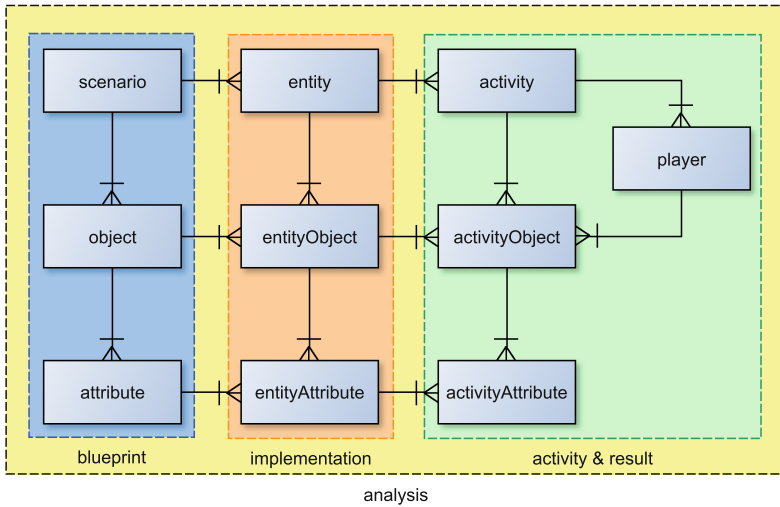 scenario
entity
activity
player
object
entityObject
activityObject
attribute
entityAttribute
activityAttribute
blueprint
implementation
activity & result
analysis